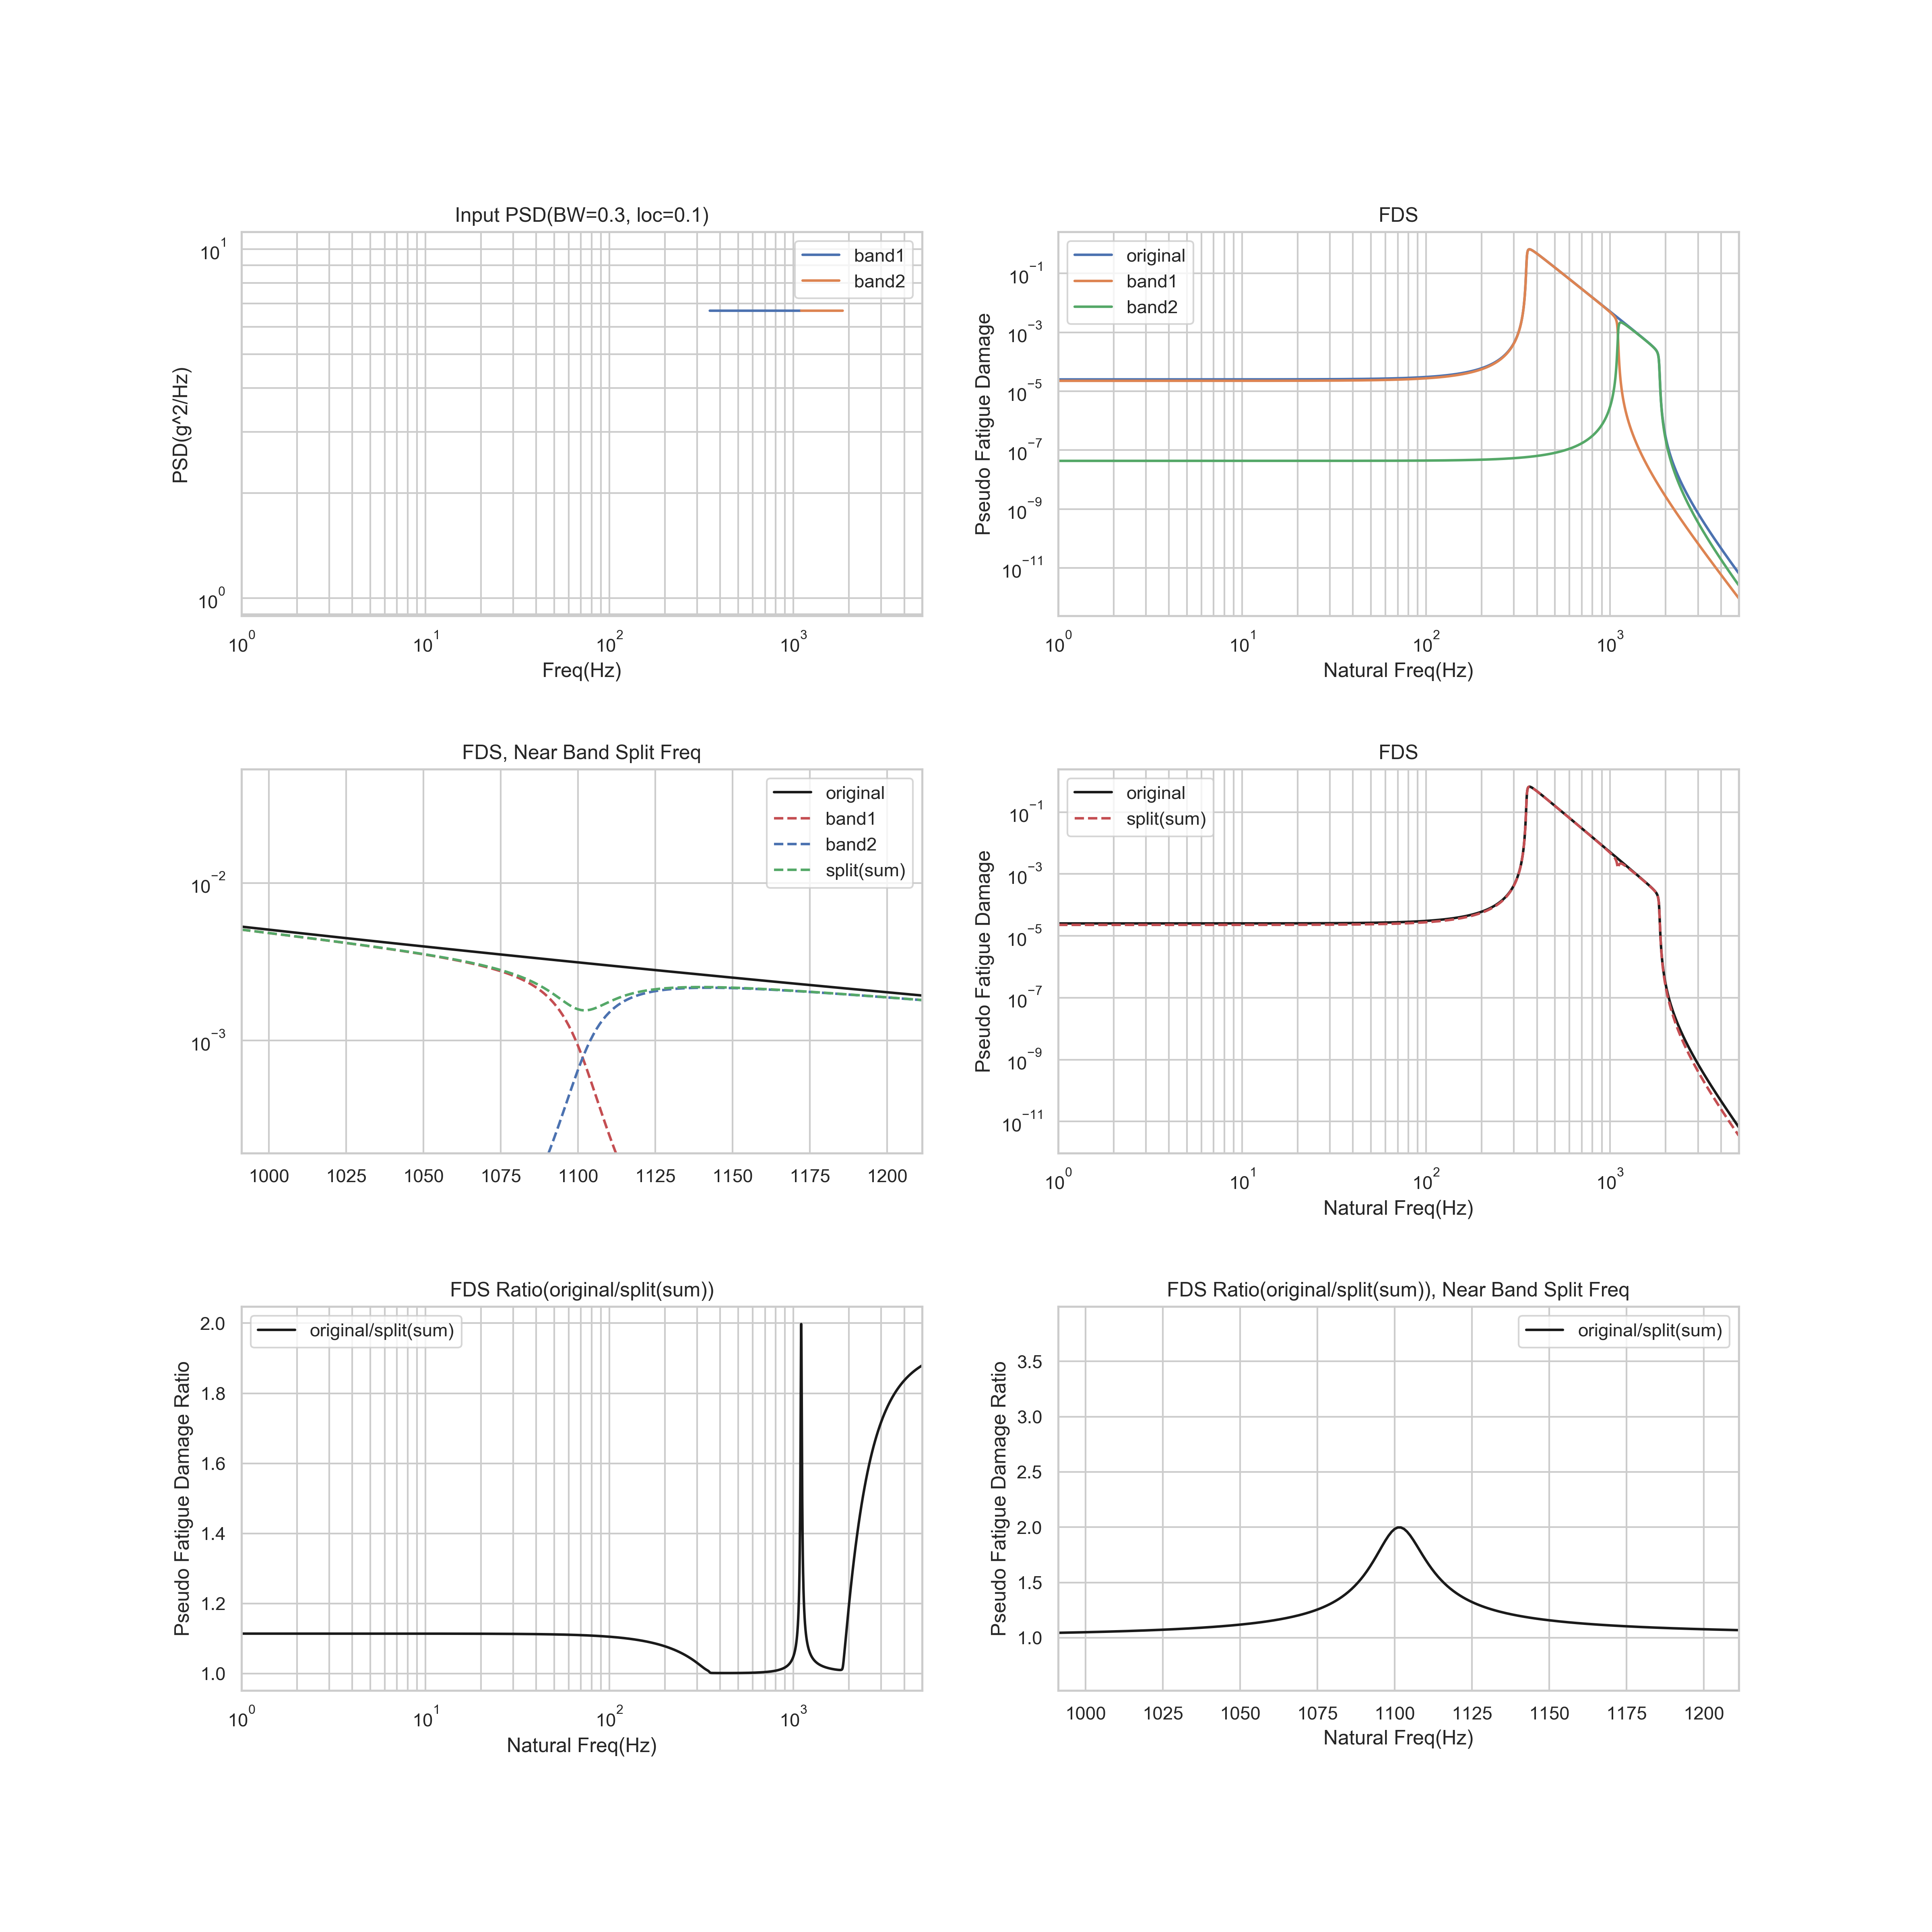 Input PSD(BW=0.3, loc=0.1)
PSD(g^2/Hz)
10^1
10^0
band1
band2
10^0 10^1 10^2 10^3
Freq(Hz)
FDS
Pseudo Fatigue Damage
10^−1
10^−3
10^−5
10^−7
10^−9
10^−11
original
band1
band2
10^0 10^1 10^2 10^3
Natural Freq(Hz)
FDS, Near Band Split Freq
10^−2
10^−3
original
band1
band2
split(sum)
1000 1025 1050 1075 1100 1125 1150 1175 1200
FDS
Pseudo Fatigue Damage
10^−1
10^−3
10^−5
10^−7
10^−9
10^−11
original
split(sum)
10^0 10^1 10^2 10^3
Natural Freq(Hz)
FDS Ratio(original/split(sum))
Pseudo Fatigue Damage Ratio
2.0
1.8
1.6
1.4
1.2
1.0
original/split(sum)
10^0 10^1 10^2 10^3
Natural Freq(Hz)
FDS Ratio(original/split(sum)), Near Band Split Freq
Pseudo Fatigue Damage Ratio
3.5
3.0
2.5
2.0
1.5
1.0
original/split(sum)
1000 1025 1050 1075 1100 1125 1150 1175 1200
Natural Freq(Hz)